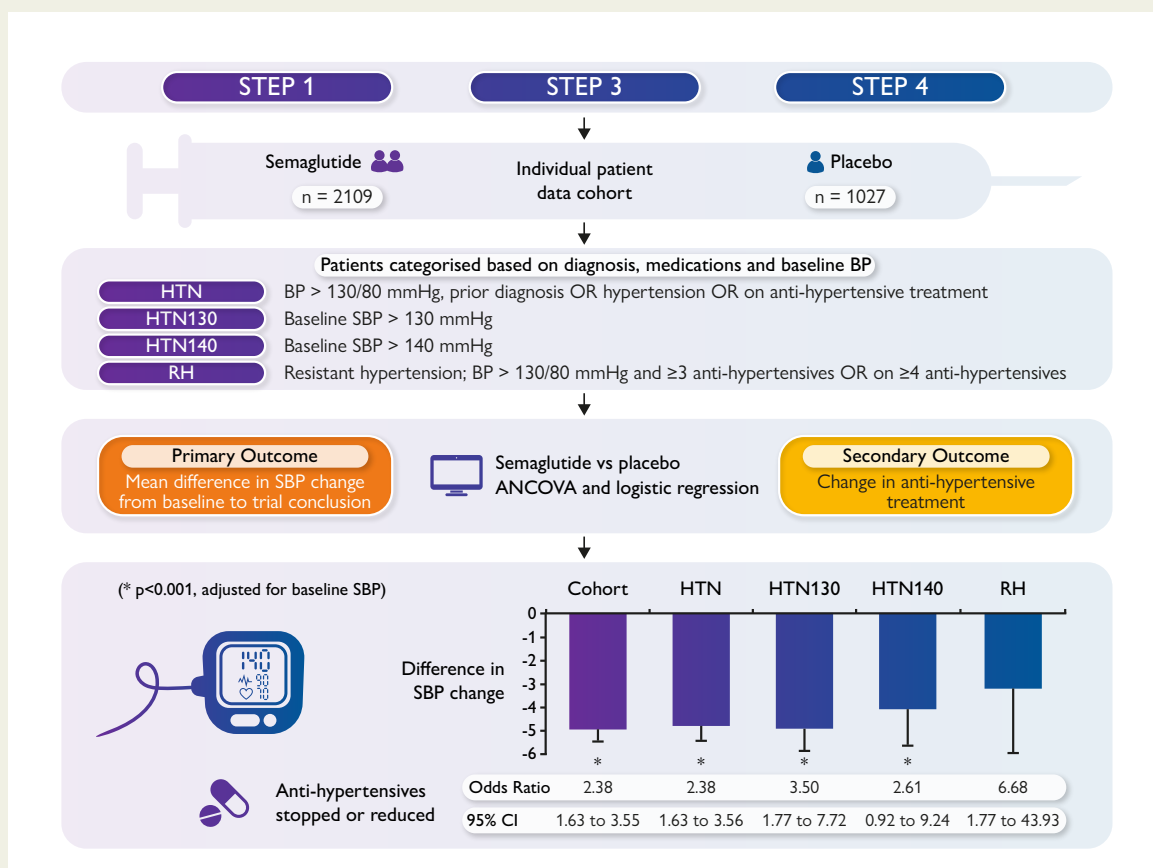 STEP 1 STEP 3 STEP 4
Semaglutide
n = 2109
Individual patient
data cohort
Placebo
n = 1027
Patients categorised based on diagnosis, medications and baseline BP
HTN BP > 130/80 mmHg, prior diagnosis OR hypertension OR on anti-hypertensive treatment
HTN130 Baseline SBP > 130 mmHg
HTN140 Baseline SBP > 140 mmHg
RH Resistant hypertension; BP > 130/80 mmHg and ≥3 anti-hypertensives OR on ≥4 anti-hypertensives
Primary Outcome
Mean difference in SBP change
from baseline to trial conclusion
Semaglutide vs placebo
ANCOVA and logistic regression
Secondary Outcome
Change in anti-hypertensive
treatment
(* p<0.001, adjusted for baseline SBP)
140
90
70
Cohort HTN HTN130 HTN140 RH
Difference in
SBP change
0
-1
-2
-3
-4
-5
-6
* * * *
Anti-hypertensives
stopped or reduced
Odds Ratio 2.38 2.38 3.50 2.61 6.68
95% CI 1.63 to 3.55 1.63 to 3.56 1.77 to 7.72 0.92 to 9.24 1.77 to 43.93